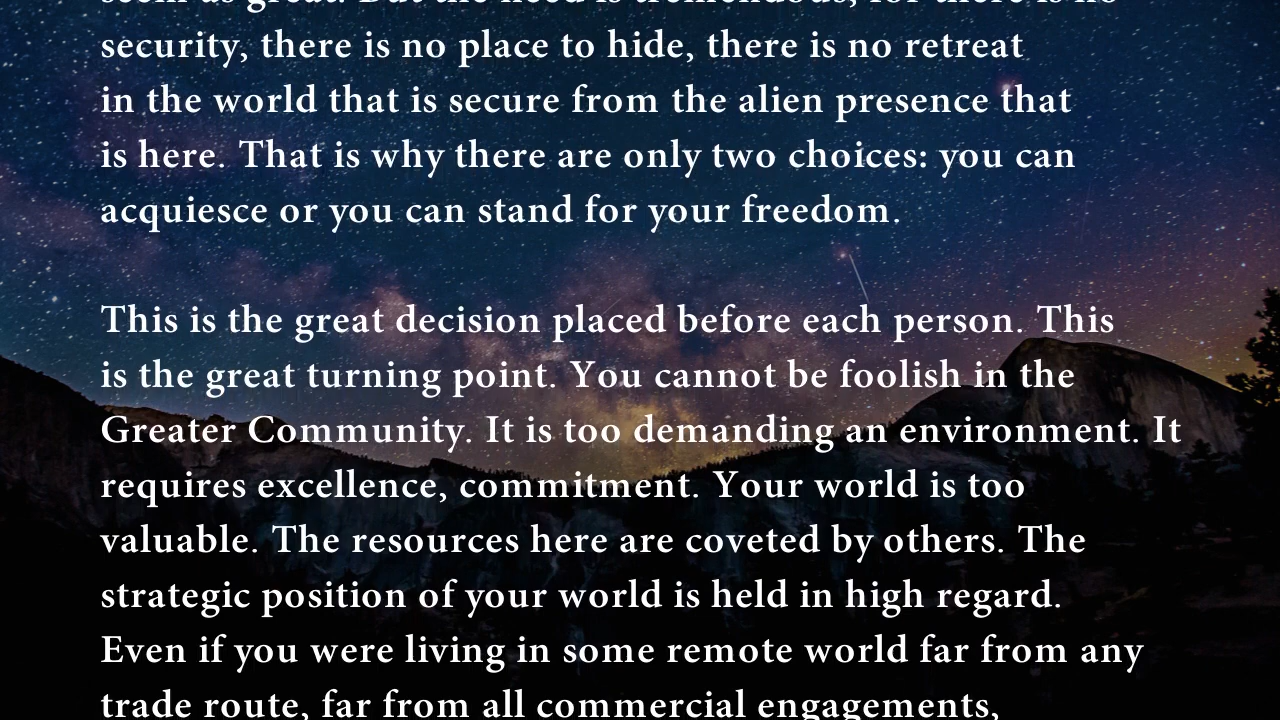 seem as great. But the need is tremendous, for there is no
security, there is no place to hide, there is no retreat
in the world that is secure from the alien presence that
is here. That is why there are only two choices: you can
acquiesce or you can stand for your freedom.
This is the great decision placed before each person. This
is the great turning point. You cannot be foolish in the
Greater Community. It is too demanding an environment. It
requires excellence, commitment. Your world is too
valuable. The resources here are coveted by others. The
strategic position of your world is held in high regard.
Even if you were living in some remote world far from any
trade route, far from all commercial engagements,